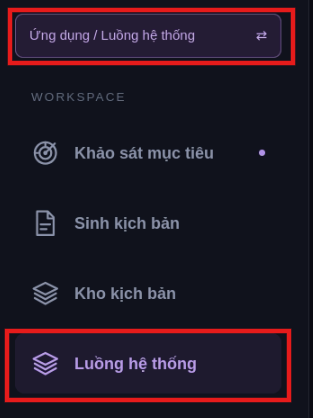 Ứng dụng / Luồng hệ thống ⇄
WORKSPACE
Khảo sát mục tiêu
Sinh kịch bản
Kho kịch bản
Luồng hệ thống